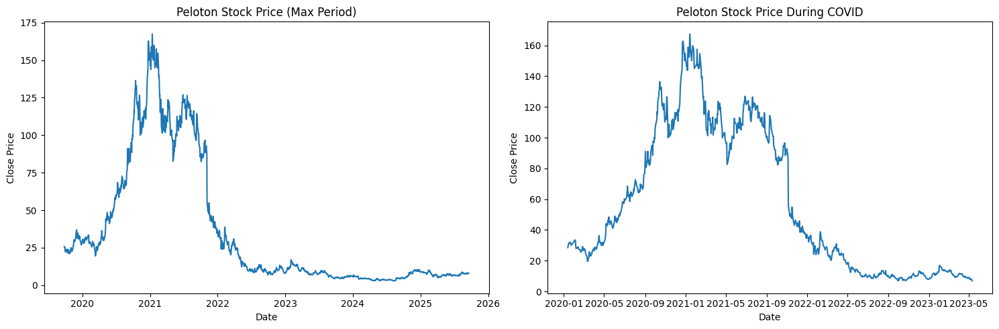 Peloton Stock Price (Max Period)
175
150
125
100
75
50
25
0
Close Price
2020 2021 2022 2023 2024 2025 2026
Date
Peloton Stock Price During COVID
160
140
120
100
80
60
40
20
0
Close Price
2020-01 2020-05 2020-09 2021-01 2021-05 2021-09 2022-01 2022-05 2022-09 2023-01 2023-05
Date